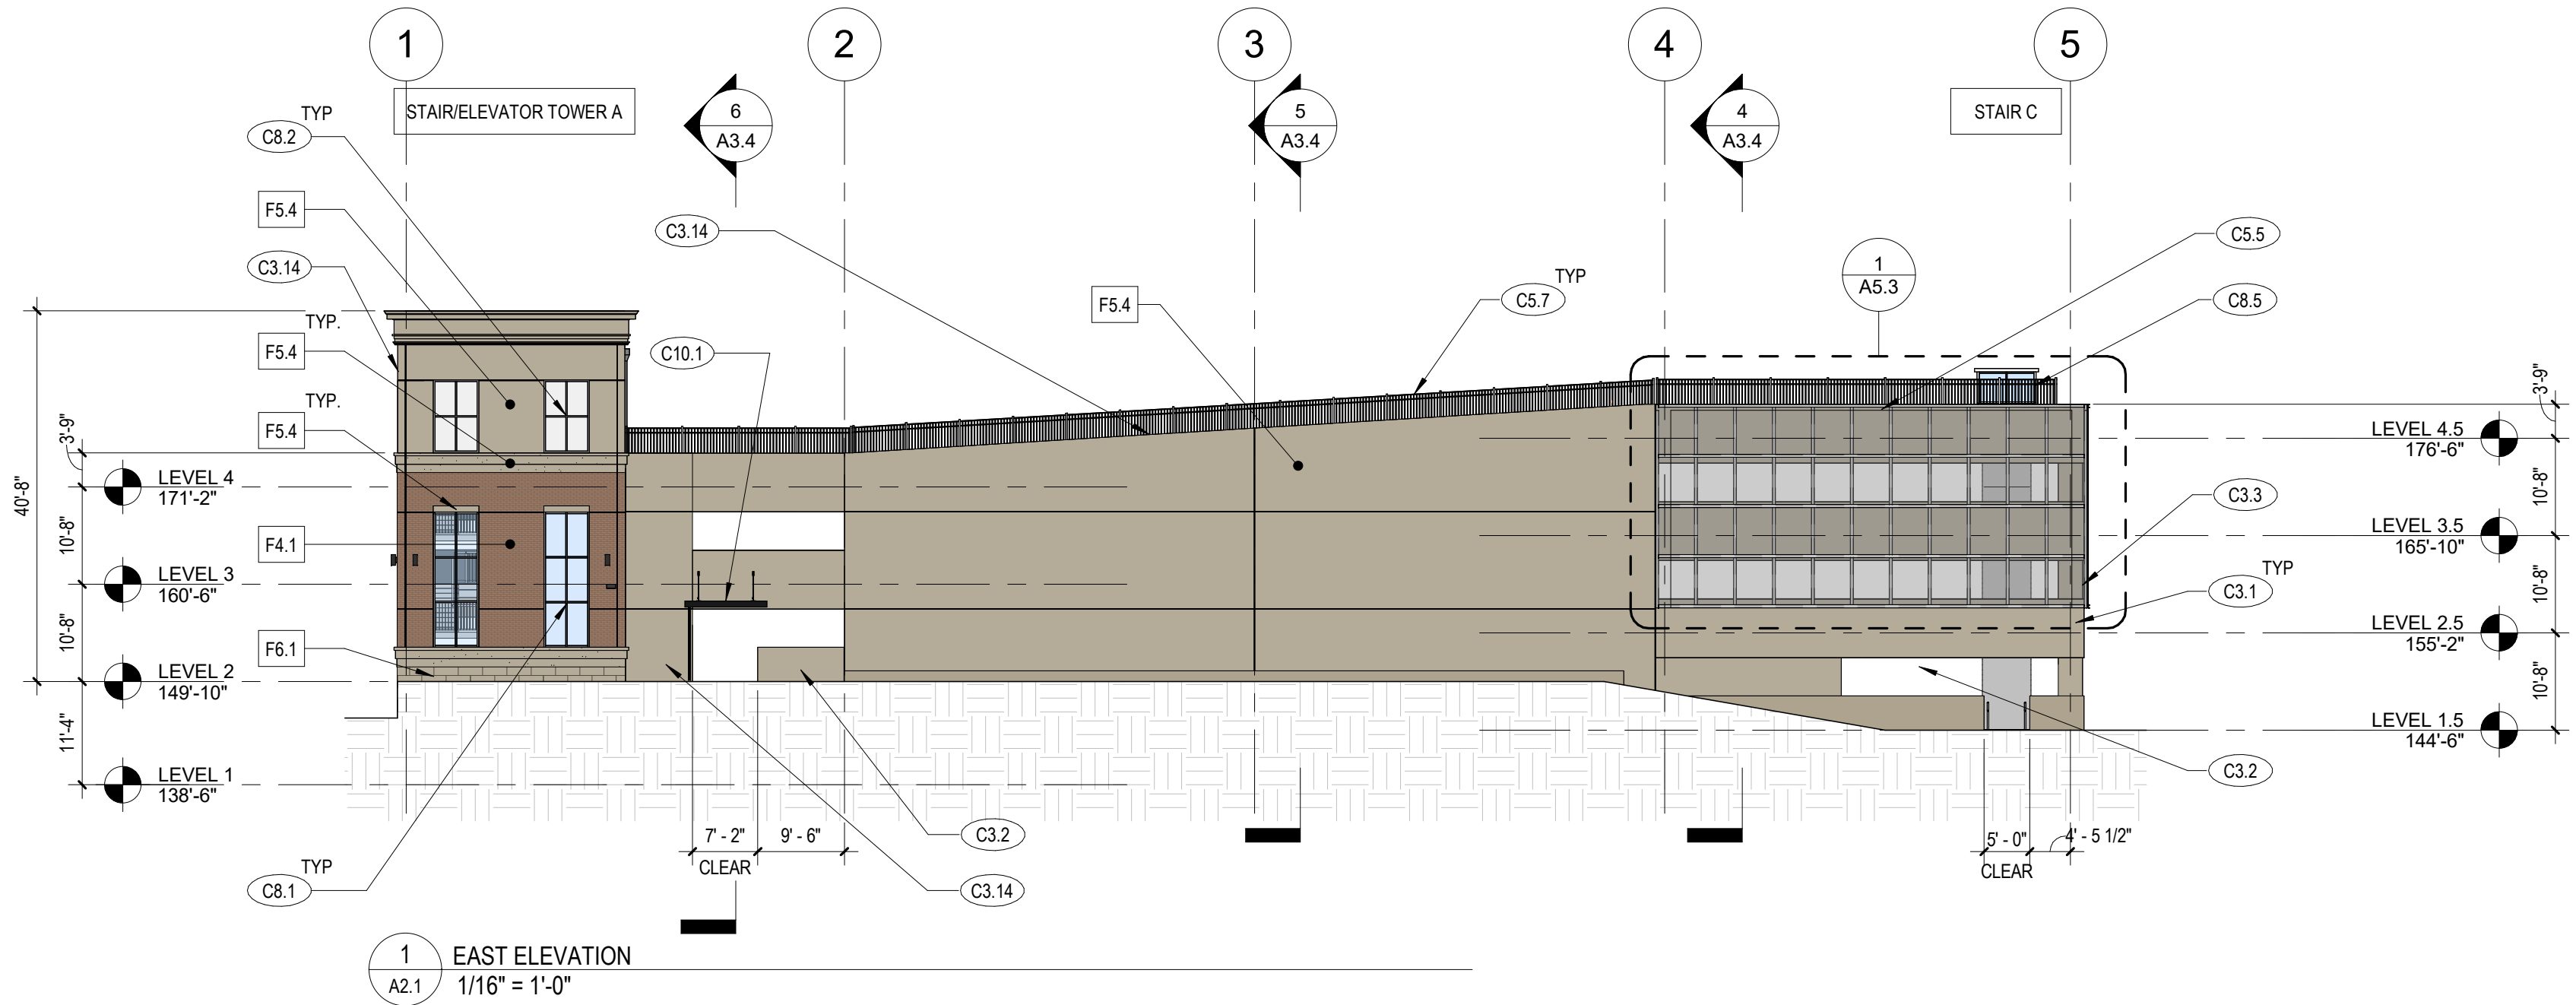 1
2
3
4
5
STAIR/ELEVATOR TOWER A
6
A3.4
5
A3.4
4
A3.4
STAIR C
TYP
C8.2
F5.4
C3.14
C3.14
C5.5
1
A5.3
TYP
C5.7
C8.5
F5.4
TYP.
F5.4
C10.1
TYP.
F5.4
3'-9"
3'-9"
40'-8"
LEVEL 4
171'-2"
LEVEL 4.5
176'-6"
10'-8"
10'-8"
C3.3
F4.1
LEVEL 3.5
165'-10"
LEVEL 3
160'-6"
TYP
C3.1
10'-8"
10'-8"
F6.1
LEVEL 2.5
155'-2"
LEVEL 2
149'-10"
10'-8"
11'-4"
LEVEL 1.5
144'-6"
LEVEL 1
138'-6"
C3.2
7' - 2"
9' - 6"
C3.2
5' - 0"
4' - 5 1/2"
CLEAR
CLEAR
TYP
C8.1
C3.14
1
A2.1
EAST ELEVATION
1/16" = 1'-0"